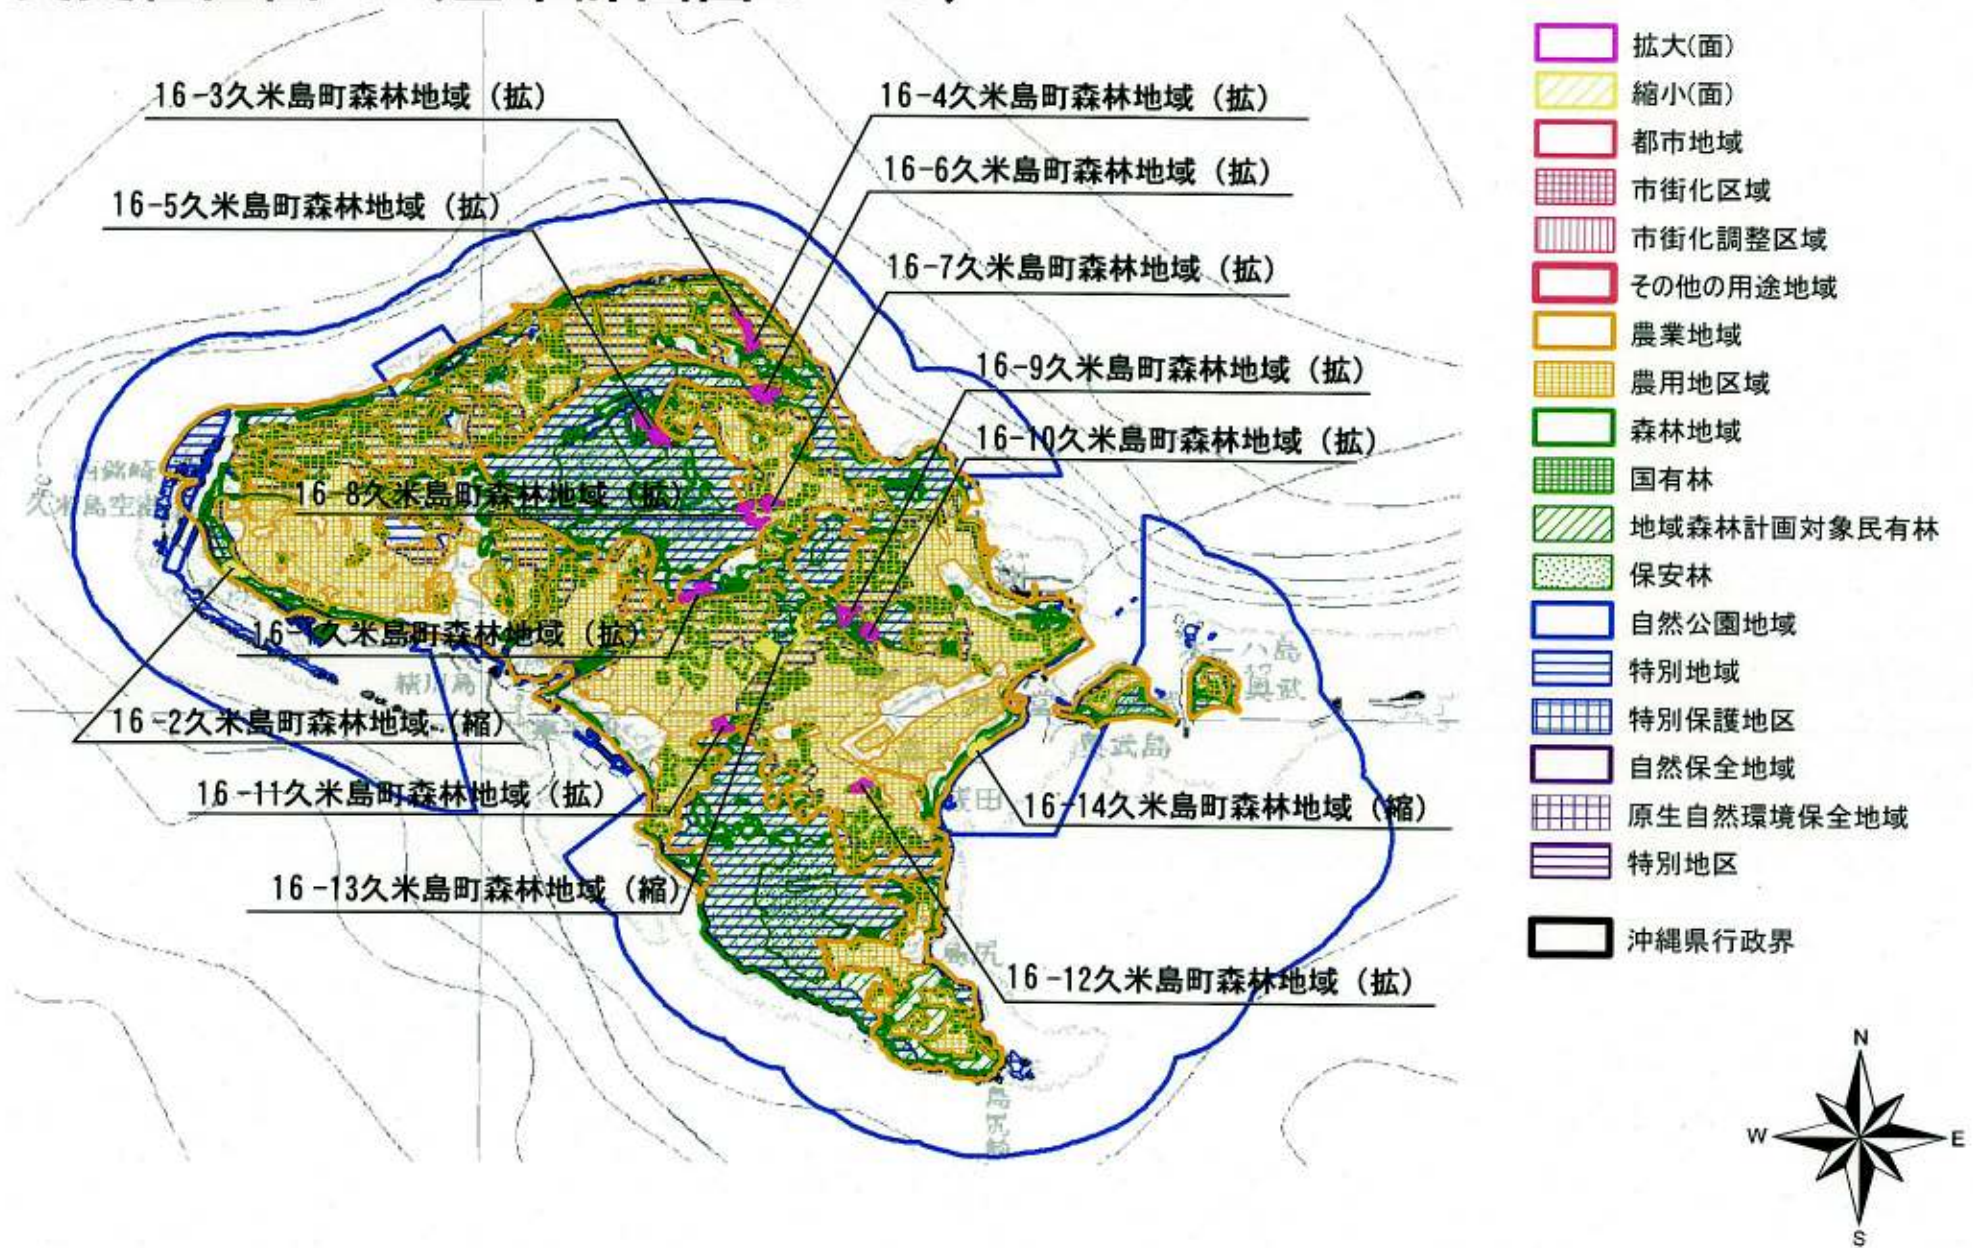 16-3久米島町森林地域（拡）
16-4久米島町森林地域（拡）
16-6久米島町森林地域（拡）
16-5久米島町森林地域（拡）
16-7久米島町森林地域（拡）
16-9久米島町森林地域（拡）
16-10久米島町森林地域（拡）
16-8久米島町森林地域（拡）
久米島空港
16-1久米島町森林地域（拡）
16-2久米島町森林地域（縮）
奥武島
16-11久米島町森林地域（拡）
16-14久米島町森林地域（縮）
16-13久米島町森林地域（縮）
島尻
16-12久米島町森林地域（拡）
島尻崎
拡大(面)
縮小(面)
都市地域
市街化区域
市街化調整区域
その他の用途地域
農業地域
農用地区域
森林地域
国有林
地域森林計画対象民有林
保安林
自然公園地域
特別地域
特別保護地区
自然保全地域
原生自然環境保全地域
特別地区
沖縄県行政界
N
W
E
S